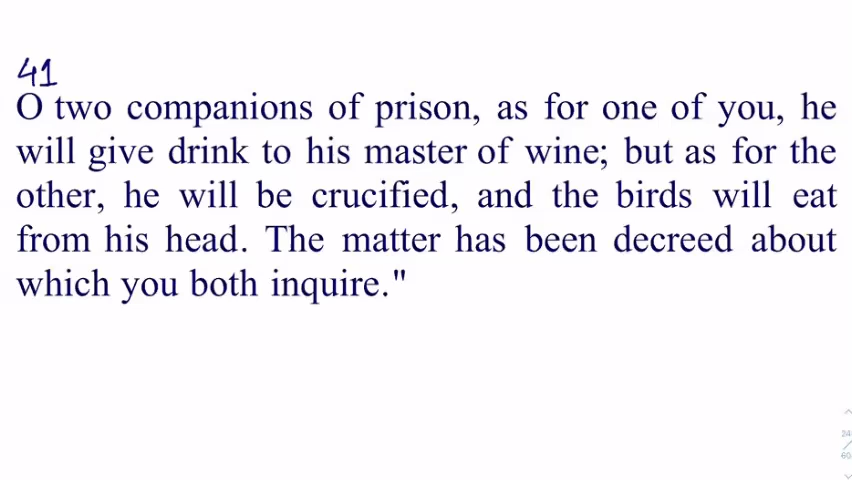 41
O two companions of prison, as for one of you, he
will give drink to his master of wine; but as for the
other, he will be crucified, and the birds will eat
from his head. The matter has been decreed about
which you both inquire."
24
60